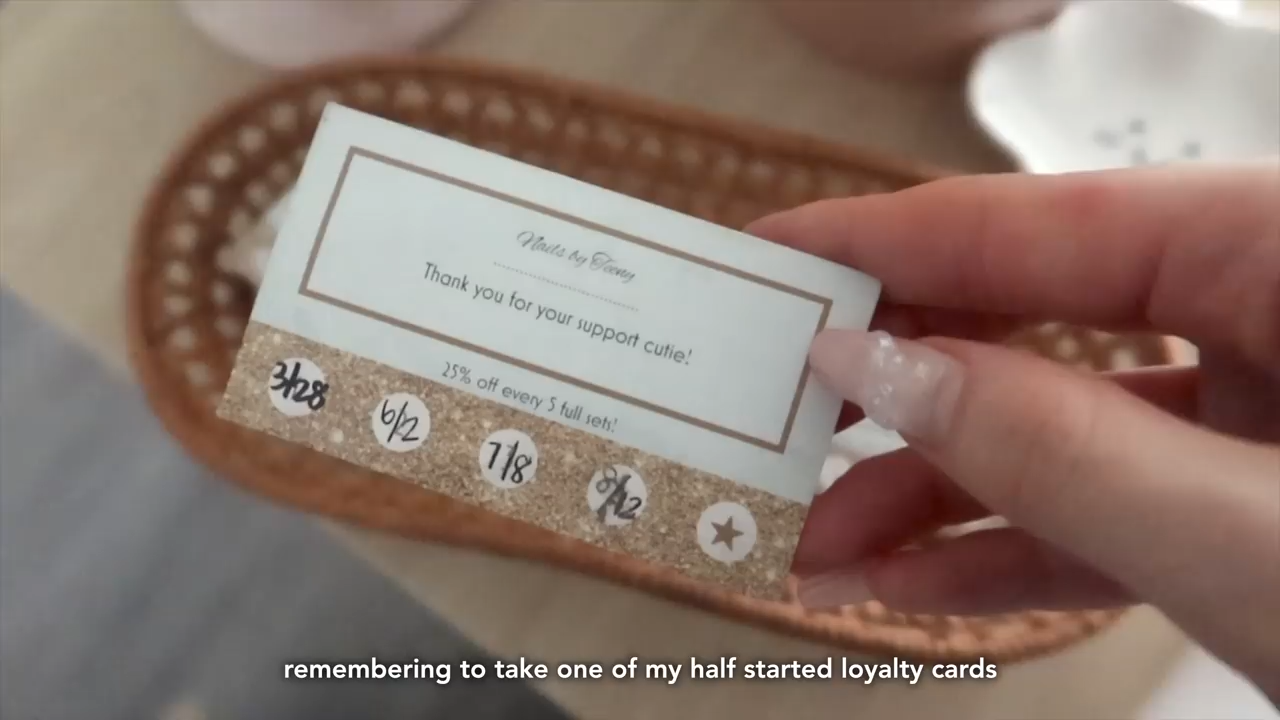 Nails by Teeny
Thank you for your support cutie!
25% off every 5 full sets!
3/28
6/2
7/8
8/12
remembering to take one of my half started loyalty cards